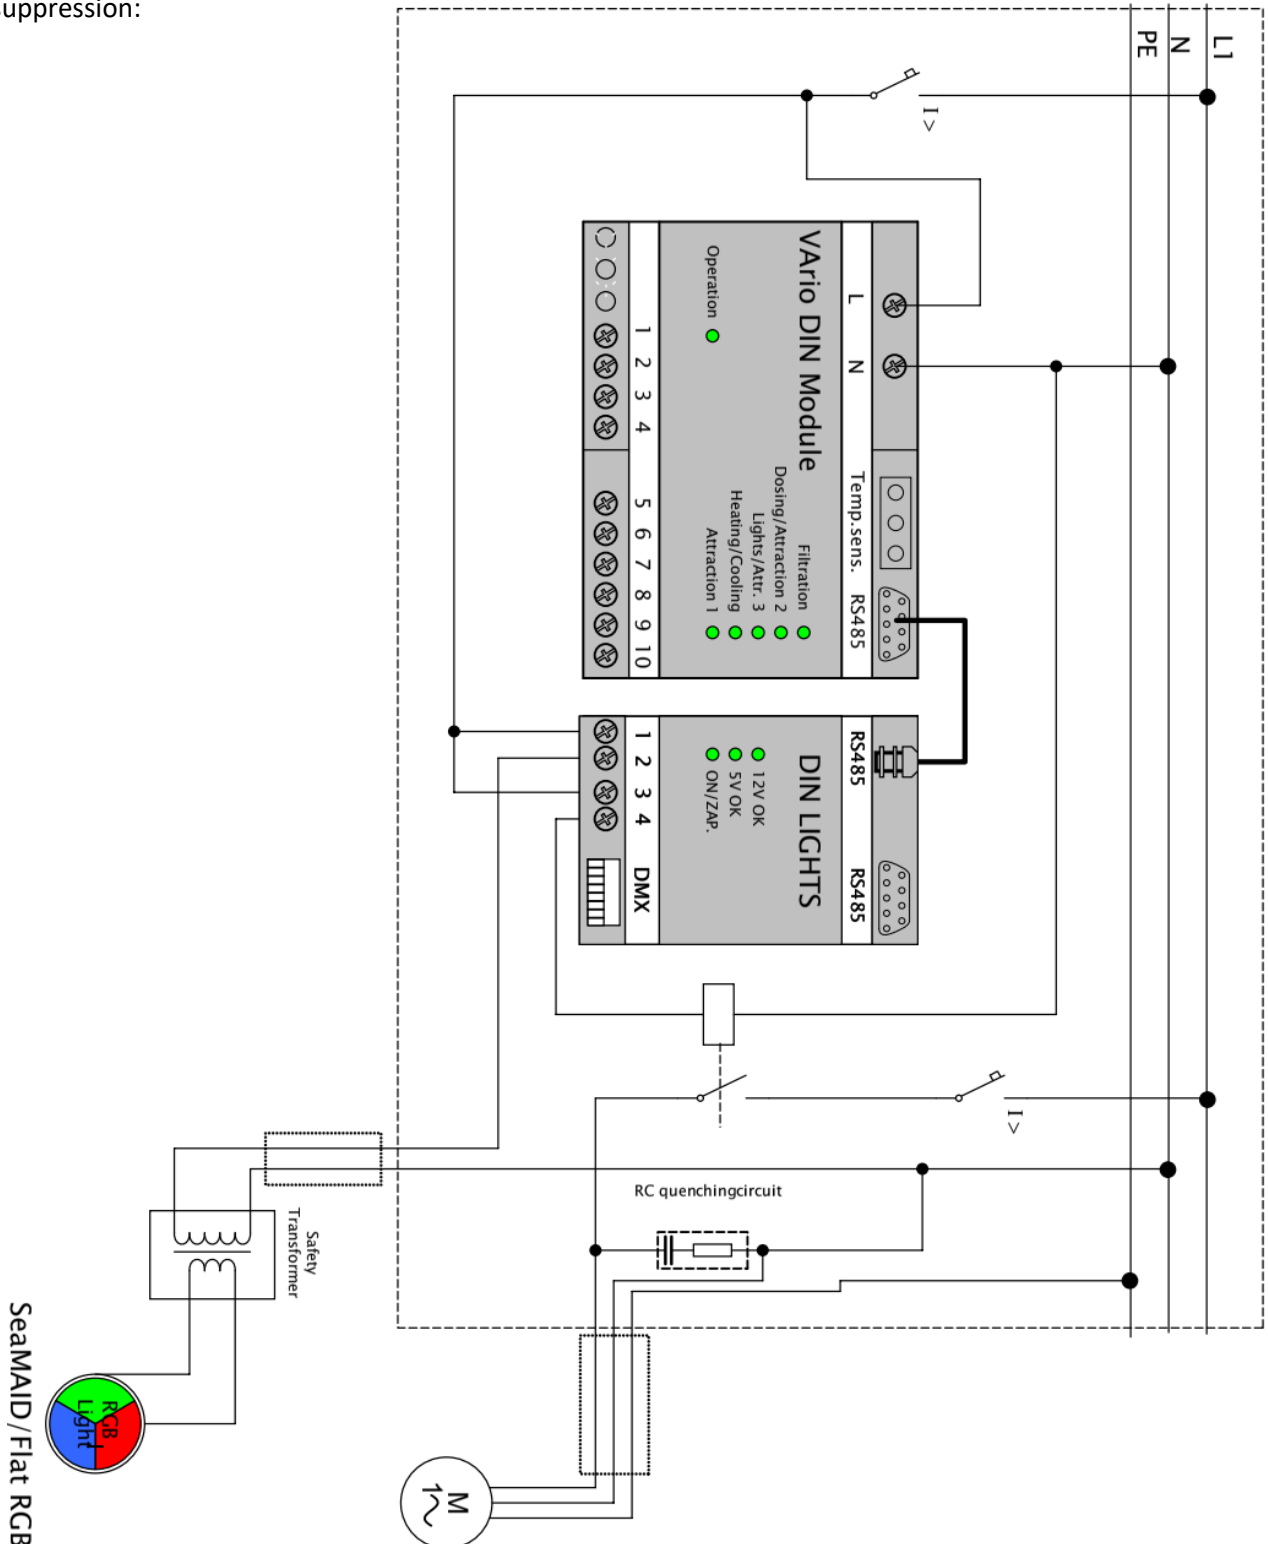 suppression:
L1
N
PE
I >
VArio DIN Module
Operation
L
N
Temp.sens.
RS485
Filtration
Dosing/Attraction 2
Lights/Attr. 3
Heating/Cooling
Attraction 1
1 2 3 4 5 6 7 8 9 10
DIN LIGHTS
RS485
RS485
12V OK
5V OK
ON/ZAP.
1 2 3 4 DMX
I >
RC quenchingcircuit
Safety
Transformer
RGB
Light
SeaMAID/Flat RGB
M
1~